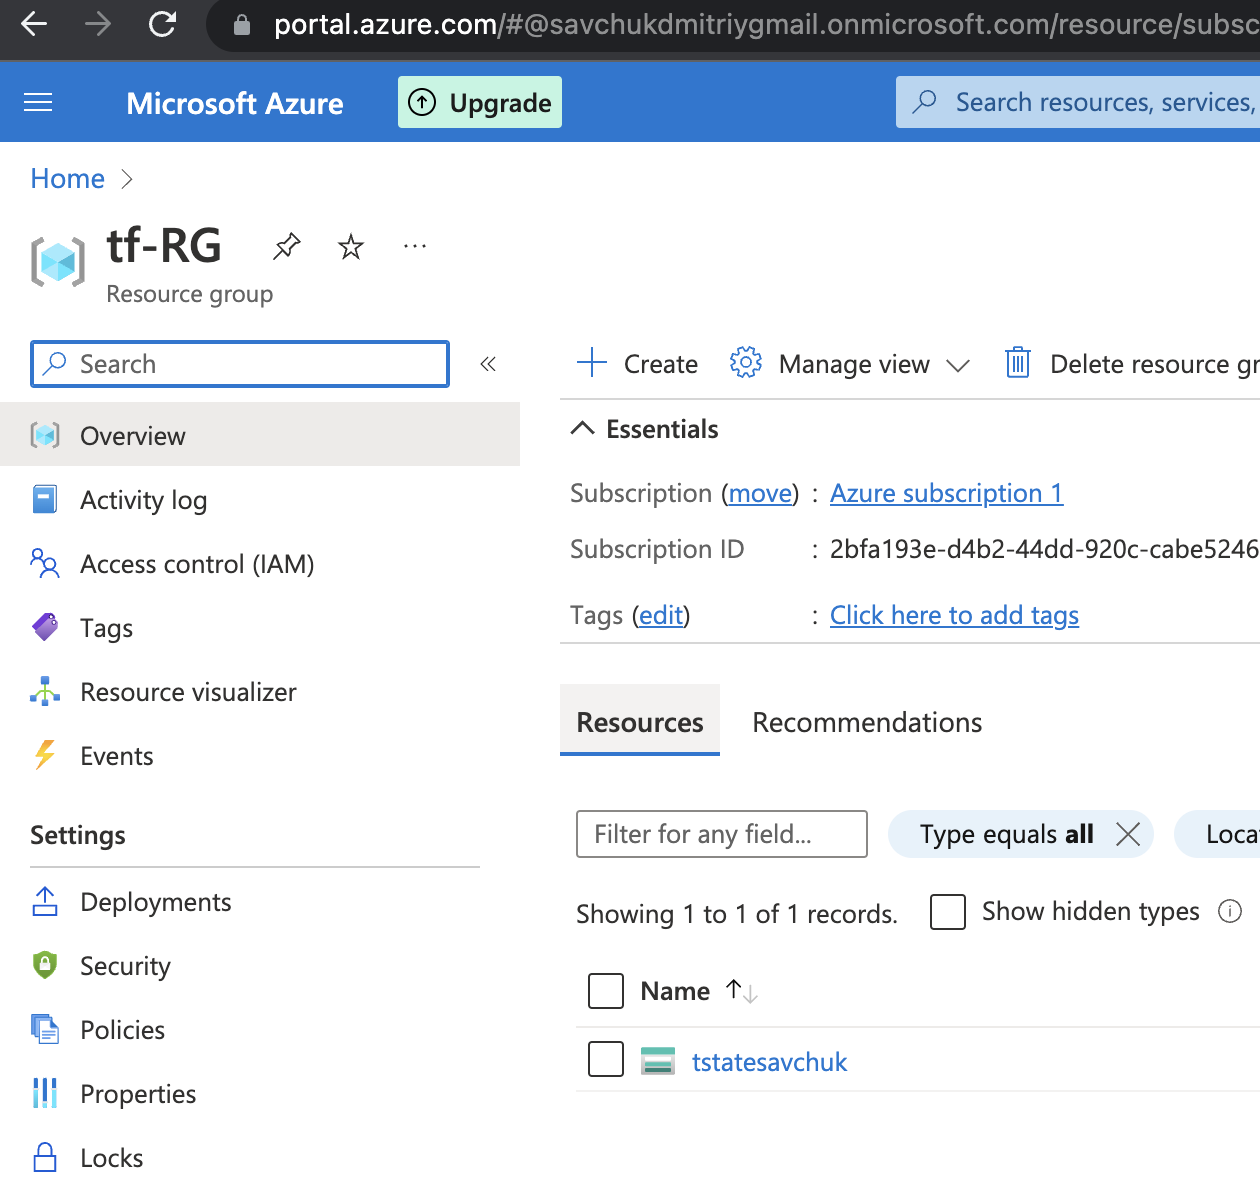 portal.azure.com/#@savchukdmitriygmail.onmicrosoft.com/resource/subsc
Microsoft Azure
Upgrade
Search resources, services,
Home
tf-RG
Resource group
Search
Overview
Activity log
Access control (IAM)
Tags
Resource visualizer
Events
Settings
Deployments
Security
Policies
Properties
Locks
Create
Manage view
Delete resource gr
Essentials
Subscription (move) : Azure subscription 1
Subscription ID : 2bfa193e-d4b2-44dd-920c-cabe5246
Tags (edit) : Click here to add tags
Resources Recommendations
Filter for any field... Type equals all Loca
Showing 1 to 1 of 1 records. Show hidden types
Name
tstatesavchuk